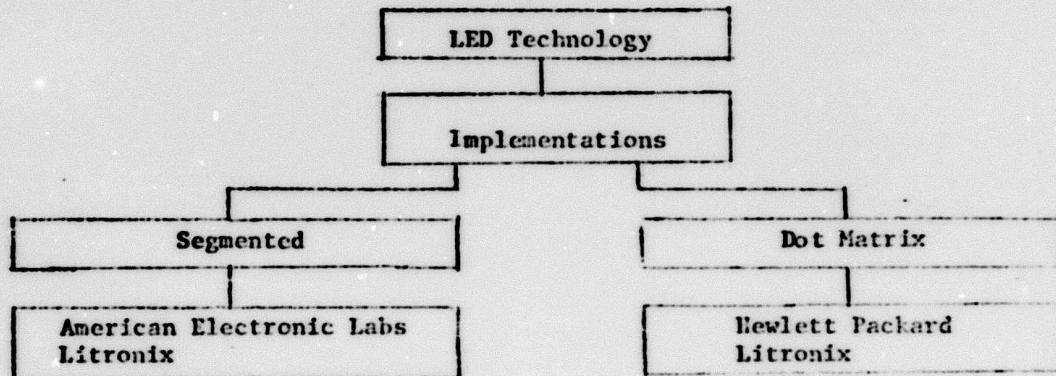 LED Technology
Implementations
Segmented
Dot Matrix
American Electronic Labs
Litronix
Hewlett Packard
Litronix